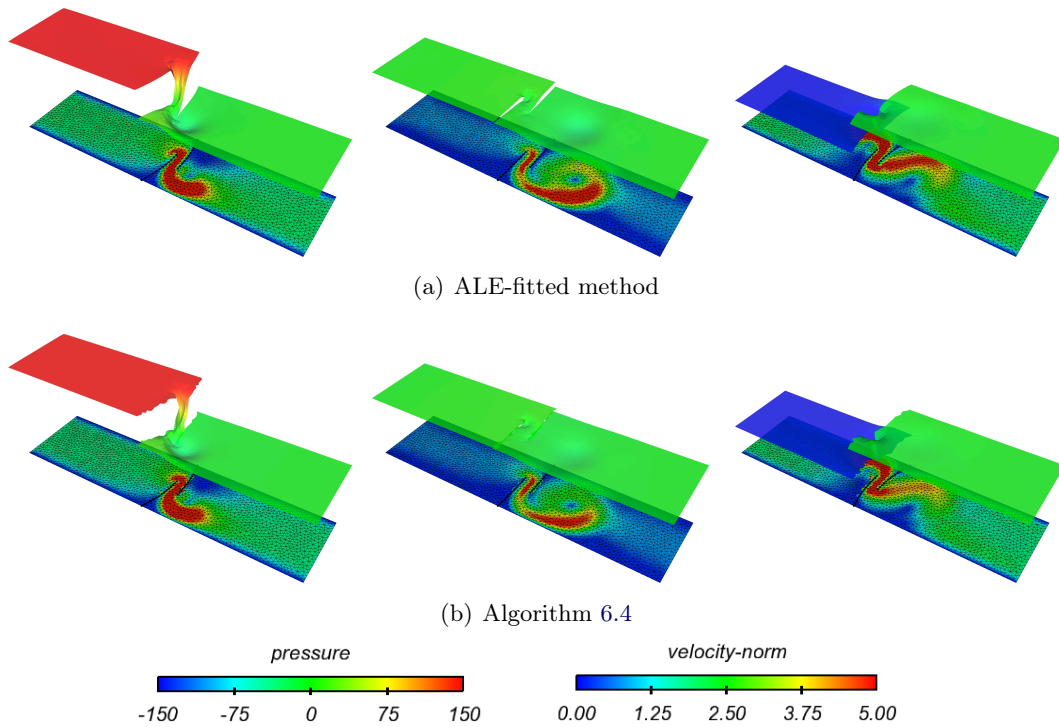 (a) ALE-fitted method
(b) Algorithm 6.4
pressure
-150 -75 0 75 150
velocity-norm
0.00 1.25 2.50 3.75 5.00